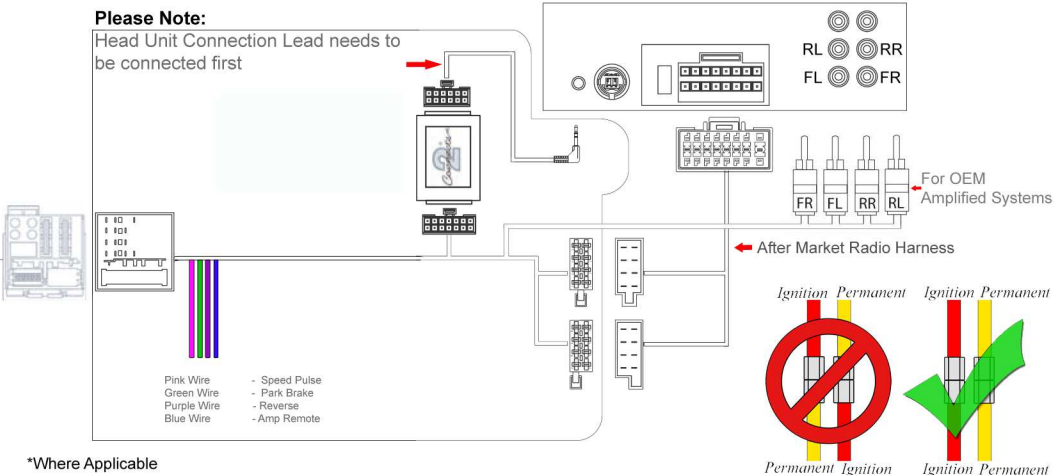 Please Note:
Head Unit Connection Lead needs to
be connected first
RL
RR
FL
FR
2
Connects
FR
FL
RR
RL
For OEM
Amplified Systems
After Market Radio Harness
Ignition Permanent
Ignition Permanent
Pink Wire - Speed Pulse
Green Wire - Park Brake
Purple Wire - Reverse
Blue Wire - Amp Remote
Permanent Ignition
Ignition Permanent
*Where Applicable